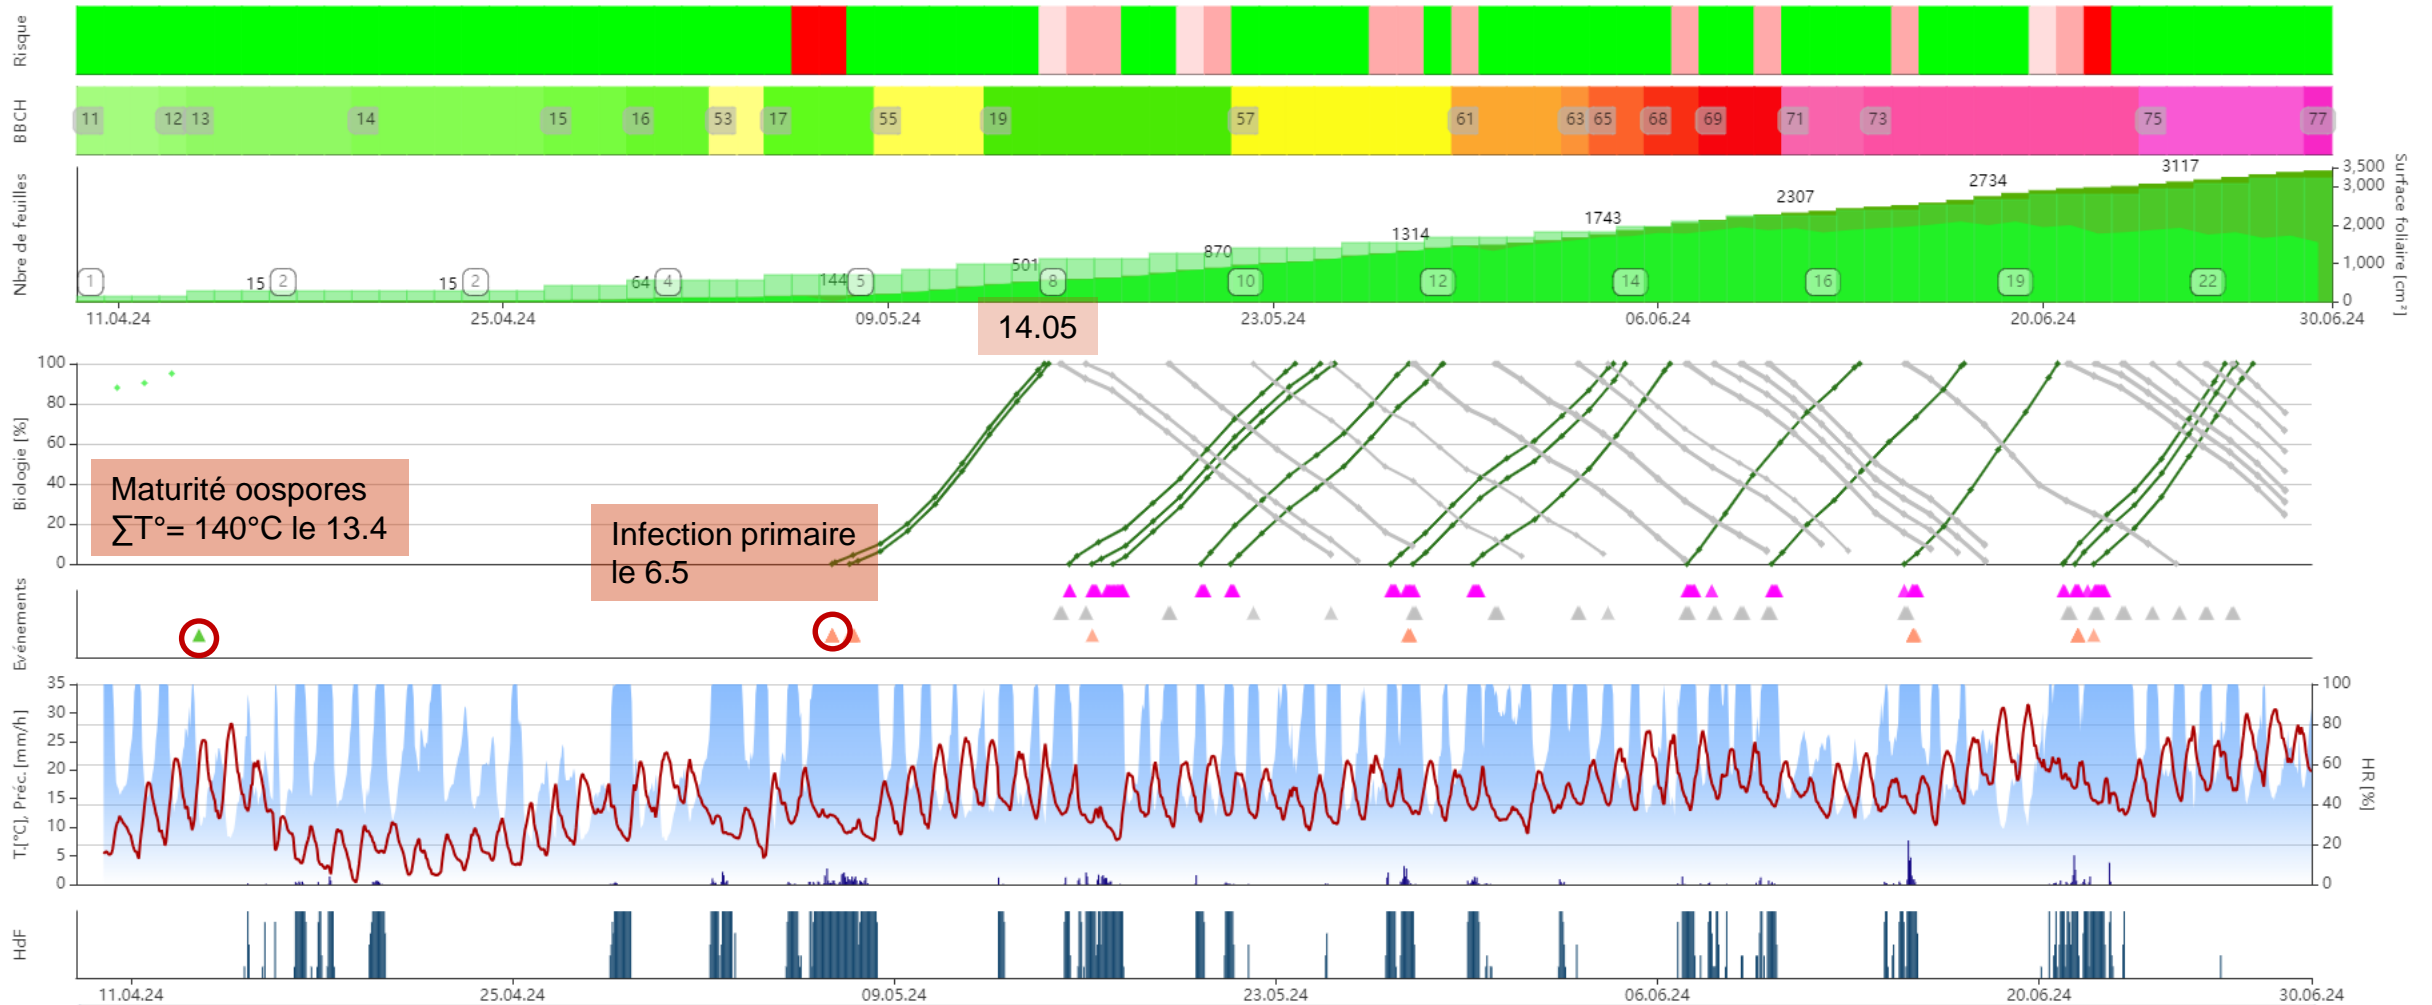 Risque
BBCH
11 12 13 14 15 16 53 17 55 19 57 61 63 65 68 69 71 73 75 77
Nbre de feuilles
15 15 64 144 501 870 1314 1743 2307 2734 3117
1 2 2 4 5 8 10 12 14 16 19 22
3,500
3,000
2,000
1,000
0
Surface foliaire [cm²]
11.04.24 25.04.24 09.05.24 23.05.24 06.06.24 20.06.24 30.06.24
14.05
Biologie [%]
100
80
60
40
20
0
Maturité oospores
∑T°= 140°C le 13.4
Infection primaire
le 6.5
Evénements
T.[°C], Préc. [mm/h]
35
30
25
20
15
10
5
0
100
80
60
40
20
0
HR [%]
HdF
11.04.24 25.04.24 09.05.24 23.05.24 06.06.24 20.06.24 30.06.24